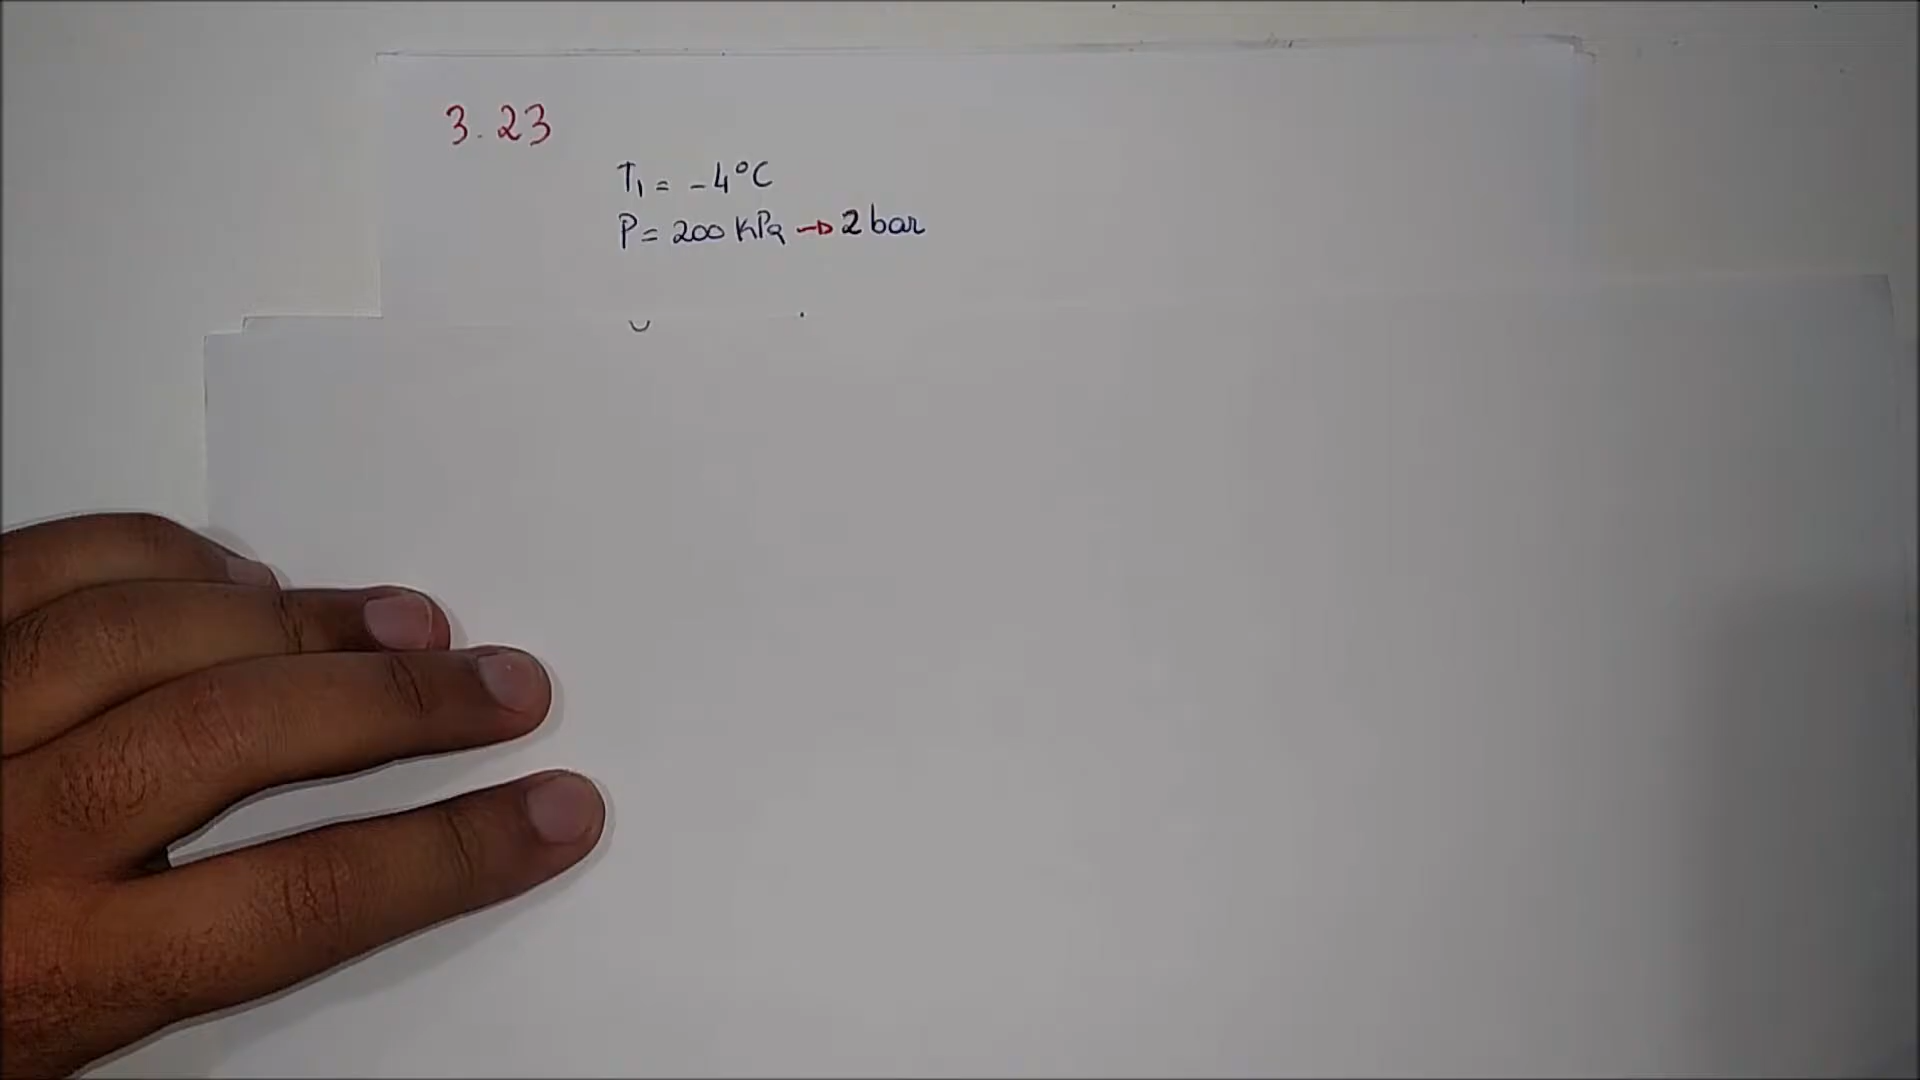 3.23
T₁ = -4°C
P = 200 kPa → 2 bar